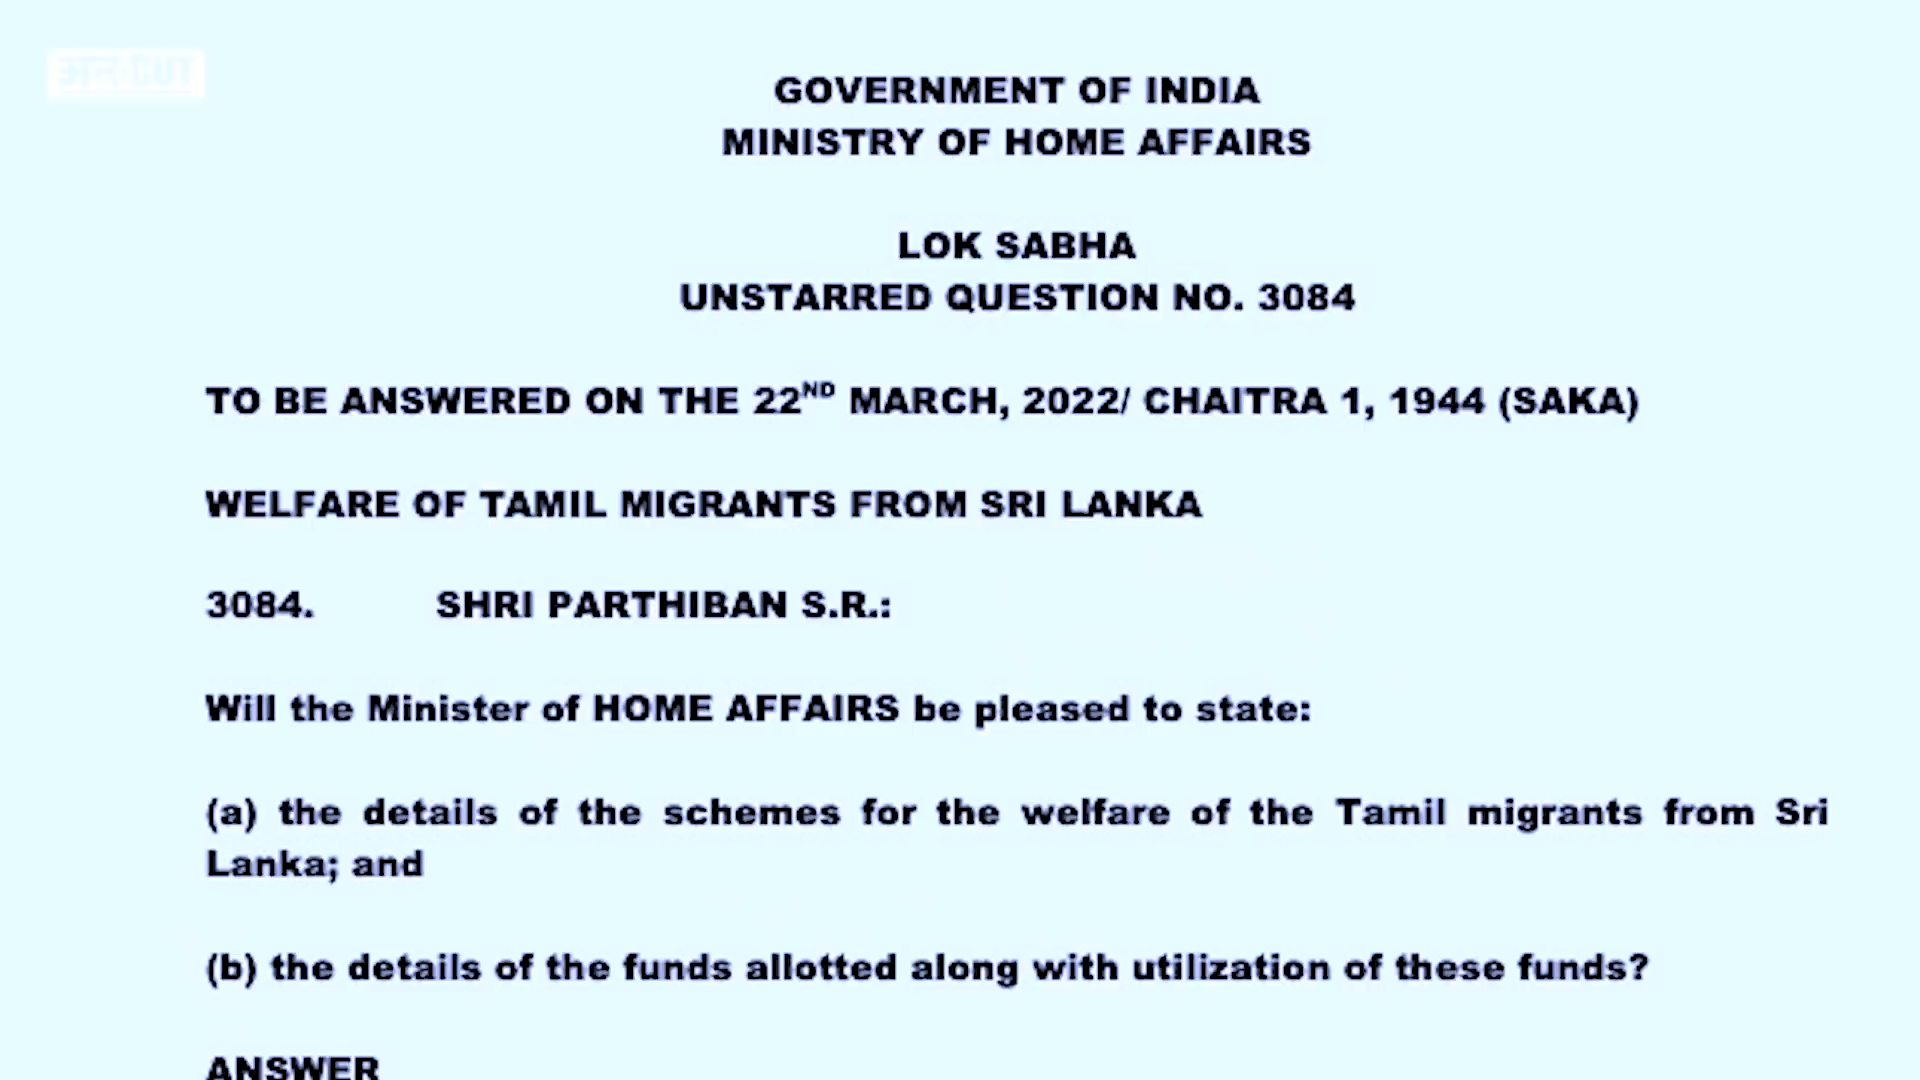 GOVERNMENT OF INDIA
MINISTRY OF HOME AFFAIRS
LOK SABHA
UNSTARRED QUESTION NO. 3084
TO BE ANSWERED ON THE 22ND MARCH, 2022/ CHAITRA 1, 1944 (SAKA)
WELFARE OF TAMIL MIGRANTS FROM SRI LANKA
3084. SHRI PARTHIBAN S.R.:
Will the Minister of HOME AFFAIRS be pleased to state:
(a) the details of the schemes for the welfare of the Tamil migrants from Sri
Lanka; and
(b) the details of the funds allotted along with utilization of these funds?
ANSWER